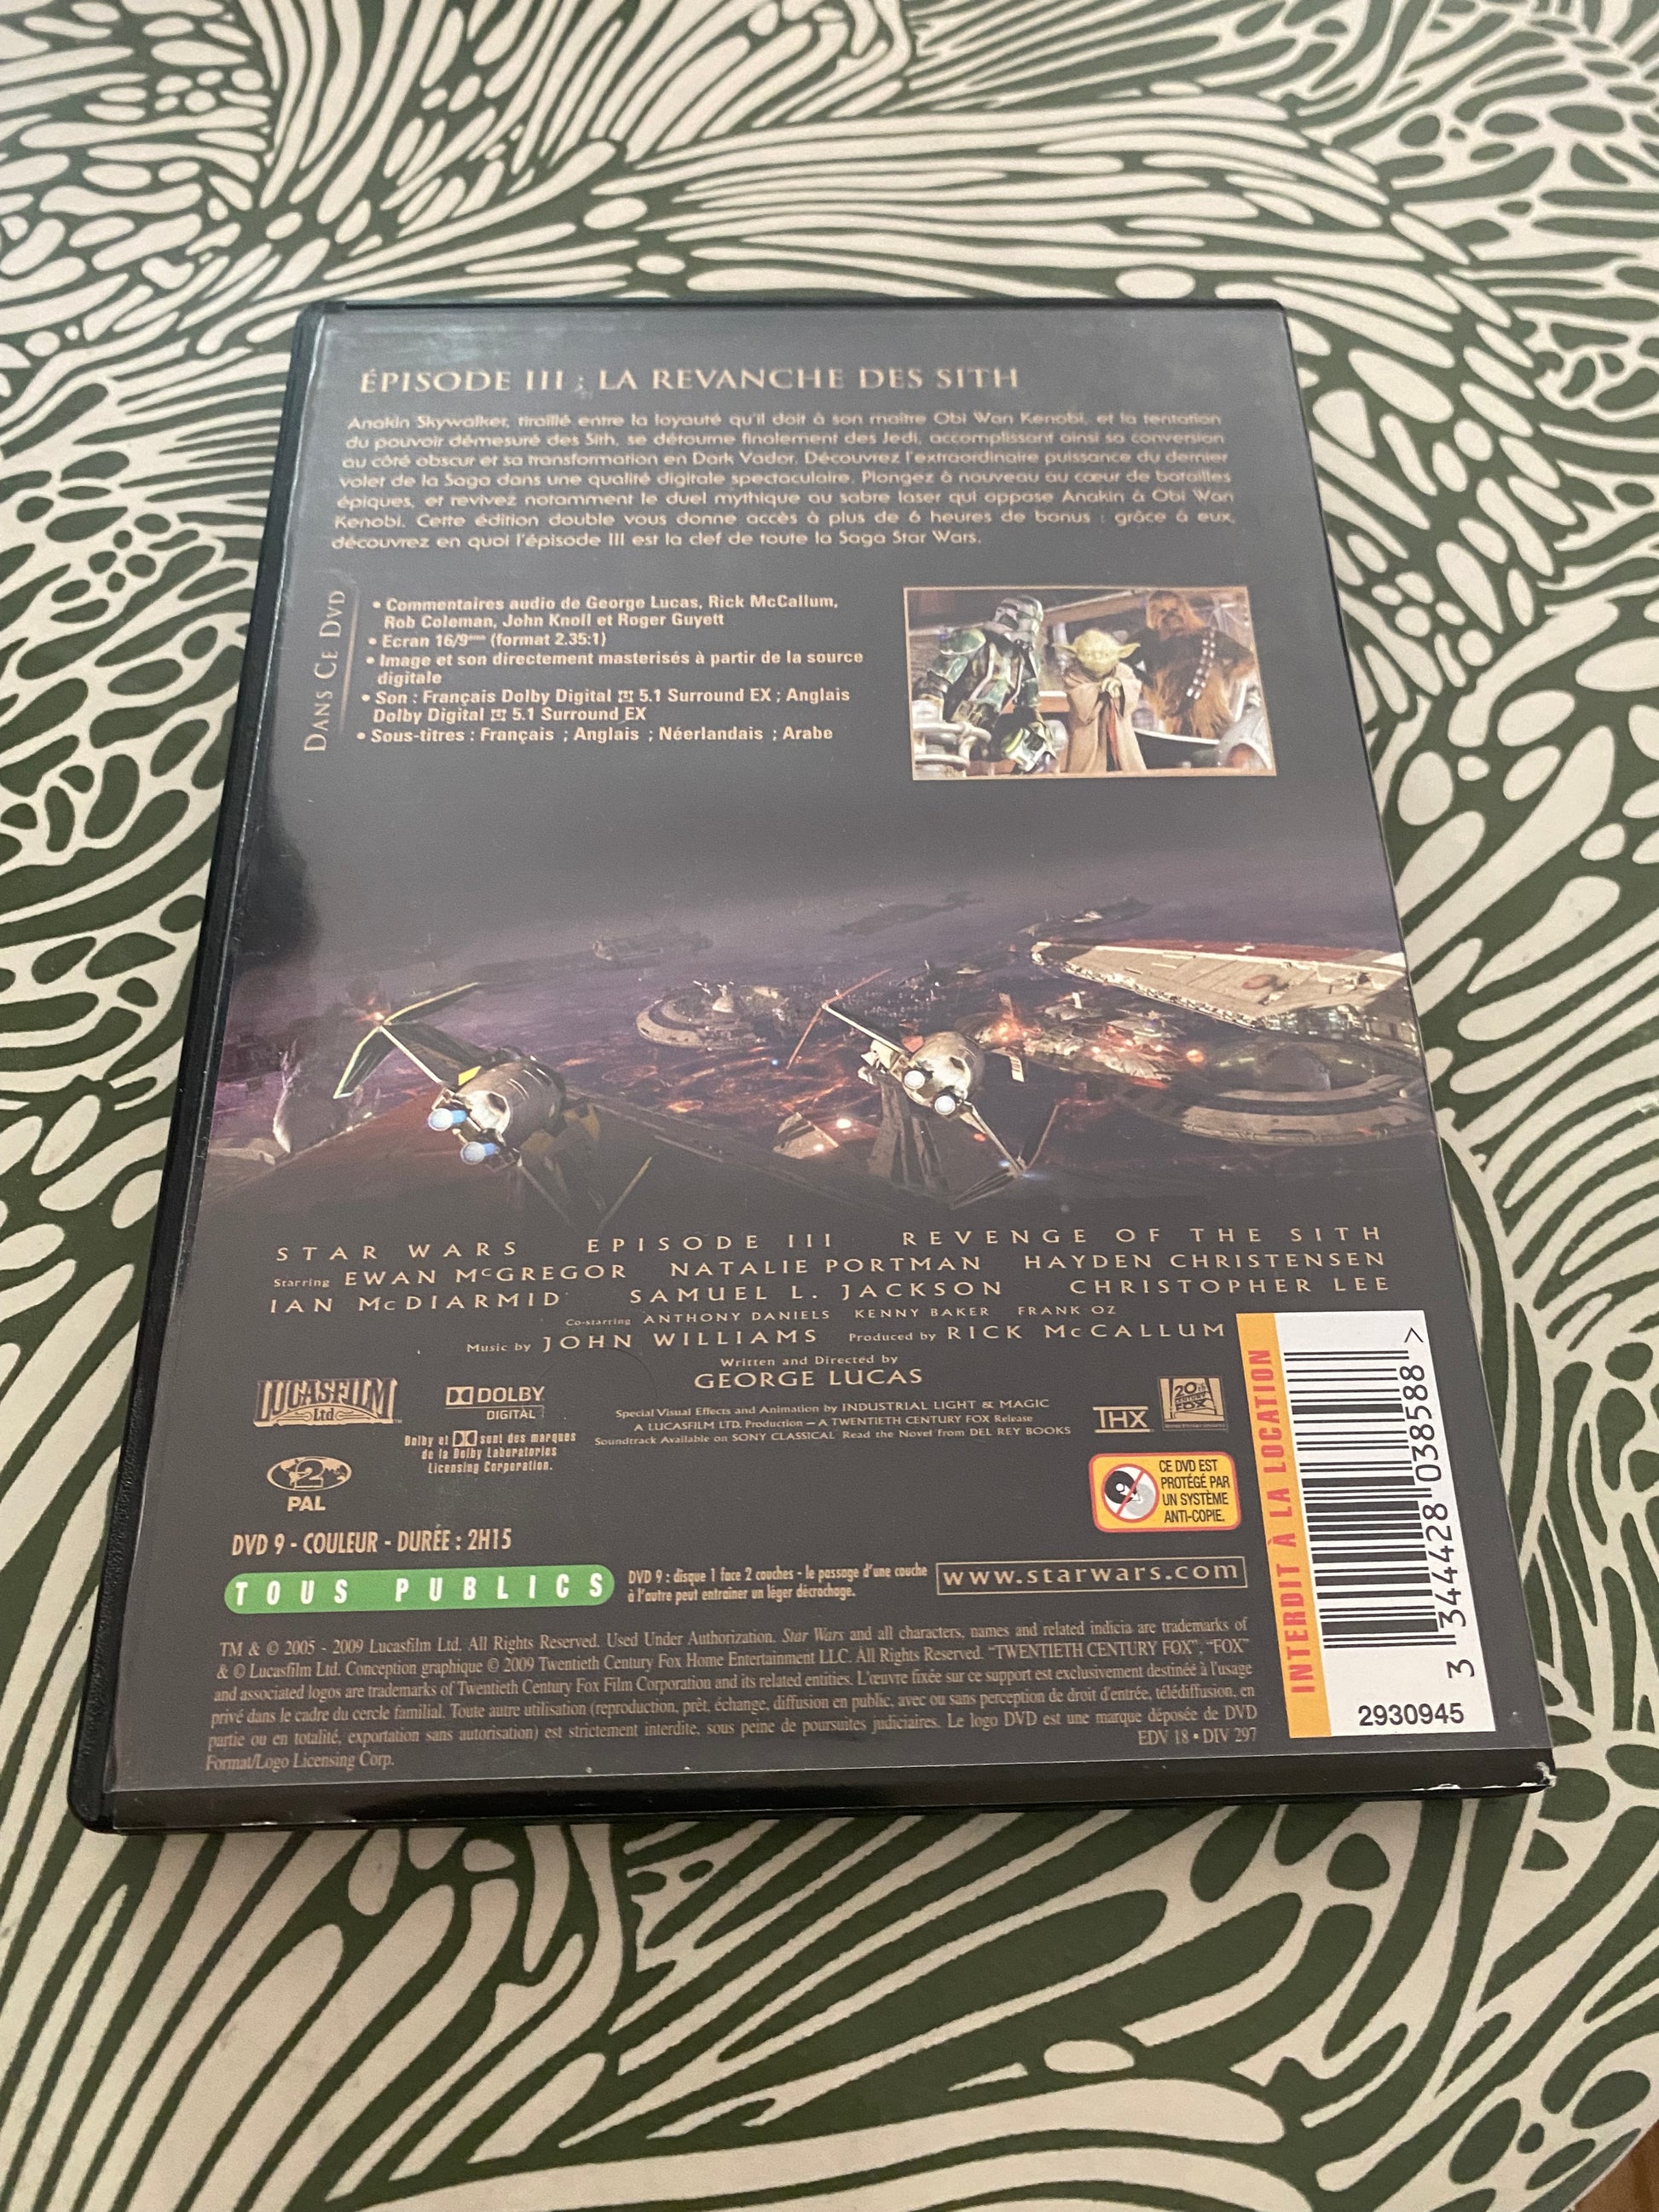 ÉPISODE III : LA REVANCHE DES SITH
Anakin Skywalker, tiraillé entre la loyauté qu'il doit à son maître Obi Wan Kenobi, et la tentation
du pouvoir démesuré des Sith, se détourne finalement des Jedi, accomplissant ainsi sa conversion
au côté obscur et sa transformation en Dark Vador. Découvrez l'extraordinaire puissance du dernier
volet de la Saga dans une qualité digitale spectaculaire. Plongez à nouveau au cœur de batailles
épiques, et revivez notamment le duel mythique au sabre laser qui oppose Anakin à Obi Wan
Kenobi. Cette édition double vous donne accès à plus de 6 heures de bonus : grâce à eux,
découvrez en quoi l'épisode III est la clef de toute la Saga Star Wars.
DANS CE DVD
• Commentaires audio de George Lucas, Rick McCallum,
Rob Coleman, John Knoll et Roger Guyett
• Ecran 16/9ème (format 2.35:1)
• Image et son directement masterisés à partir de la source
digitale
• Son : Français Dolby Digital 5.1 Surround EX ; Anglais
Dolby Digital 5.1 Surround EX
• Sous-titres : Français ; Anglais ; Néerlandais ; Arabe
STAR WARS EPISODE III REVENGE OF THE SITH
Starring EWAN McGREGOR NATALIE PORTMAN HAYDEN CHRISTENSEN
IAN McDIARMID SAMUEL L. JACKSON CHRISTOPHER LEE
Co-starring ANTHONY DANIELS KENNY BAKER FRANK OZ
Music by JOHN WILLIAMS Produced by RICK McCALLUM
Written and Directed by
GEORGE LUCAS
Special Visual Effects and Animation by INDUSTRIAL LIGHT & MAGIC
A LUCASFILM LTD. Production – A TWENTIETH CENTURY FOX Release
Soundtrack Available on SONY CLASSICAL Read the Novel from DEL REY BOOKS
LUCASFILM
Ltd
TM
DOLBY
DIGITAL
Dolby et sont des marques
de la Dolby Laboratories
Licensing Corporation.
THX
20th
CENTURY
FOX
2
PAL
CE DVD EST
PROTÉGÉ PAR
UN SYSTÈME
ANTI-COPIE.
DVD 9 - COULEUR - DURÉE : 2H15
TOUS PUBLICS
DVD 9 : disque 1 face 2 couches - le passage d'une couche
à l'autre peut entraîner un léger décrochage.
www.starwars.com
TM & © 2005 - 2009 Lucasfilm Ltd. All Rights Reserved. Used Under Authorization. Star Wars and all characters, names and related indicia are trademarks of
& © Lucasfilm Ltd. Conception graphique © 2009 Twentieth Century Fox Home Entertainment LLC. All Rights Reserved. "TWENTIETH CENTURY FOX", "FOX"
and associated logos are trademarks of Twentieth Century Fox Film Corporation and its related entities. L'œuvre fixée sur ce support est exclusivement destinée à l'usage
privé dans le cadre du cercle familial. Toute autre utilisation (reproduction, prêt, échange, diffusion en public, avec ou sans perception de droit d'entrée, télédiffusion, en
partie ou en totalité, exportation sans autorisation) est strictement interdite, sous peine de poursuites judiciaires. Le logo DVD est une marque déposée de DVD
Format/Logo Licensing Corp.
EDV 18 • DIV 297
INTERDIT À LA LOCATION
3 344428 038588 >
2930945